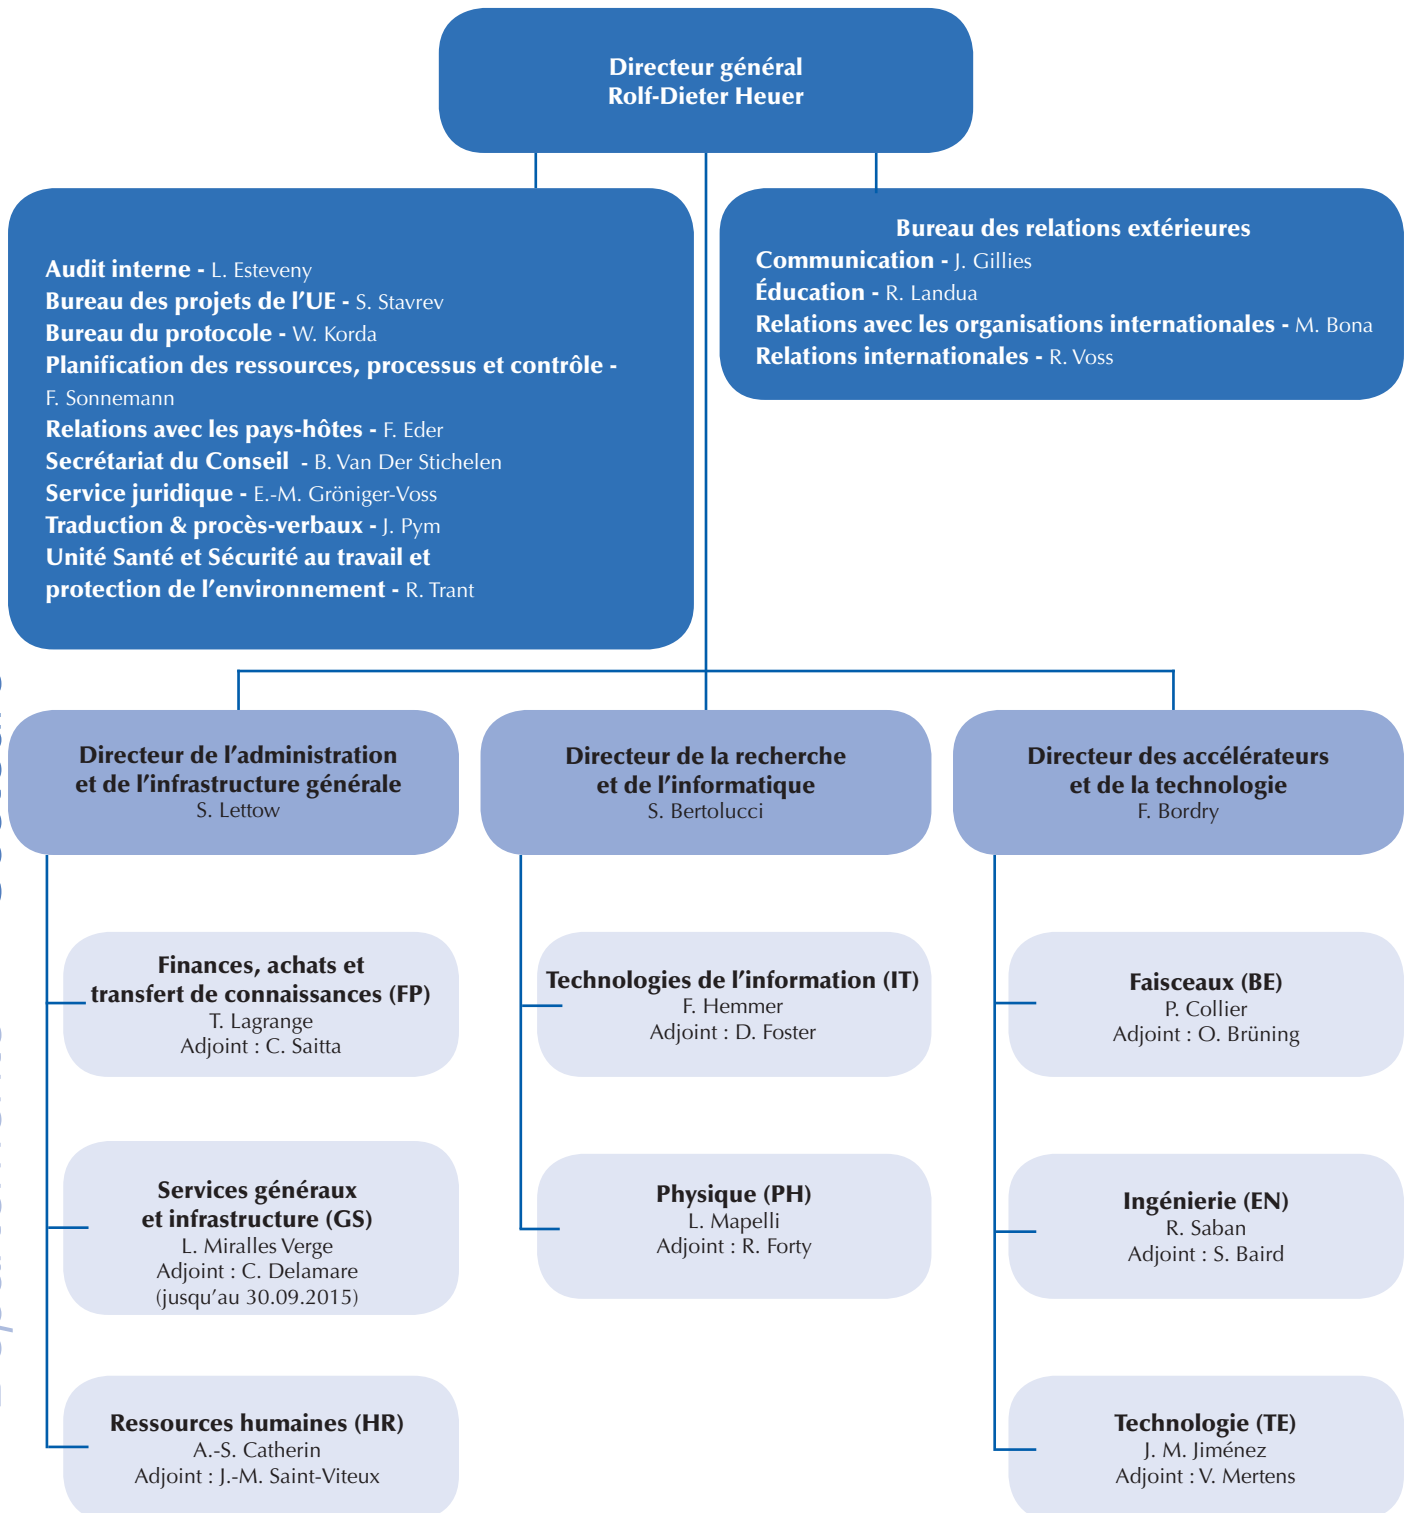 Directeur général
Rolf-Dieter Heuer
Audit interne - L. Esteveny
Bureau des projets de l’UE - S. Stavrev
Bureau du protocole - W. Korda
Planification des ressources, processus et contrôle -
F. Sonnemann
Relations avec les pays-hôtes - F. Eder
Secrétariat du Conseil - B. Van Der Stichelen
Service juridique - E.-M. Gröniger-Voss
Traduction & procès-verbaux - J. Pym
Unité Santé et Sécurité au travail et
protection de l’environnement - R. Trant
Bureau des relations extérieures
Communication - J. Gillies
Éducation - R. Landua
Relations avec les organisations internationales - M. Bona
Relations internationales - R. Voss
Directeur de l’administration
et de l’infrastructure générale
S. Lettow
Directeur de la recherche
et de l’informatique
S. Bertolucci
Directeur des accélérateurs
et de la technologie
F. Bordry
Finances, achats et
transfert de connaissances (FP)
T. Lagrange
Adjoint : C. Saitta
Services généraux
et infrastructure (GS)
L. Miralles Verge
Adjoint : C. Delamare
(jusqu’au 30.09.2015)
Ressources humaines (HR)
A.-S. Catherin
Adjoint : J.-M. Saint-Viteux
Technologies de l’information (IT)
F. Hemmer
Adjoint : D. Foster
Physique (PH)
L. Mapelli
Adjoint : R. Forty
Faisceaux (BE)
P. Collier
Adjoint : O. Brüning
Ingénierie (EN)
R. Saban
Adjoint : S. Baird
Technologie (TE)
J. M. Jiménez
Adjoint : V. Mertens